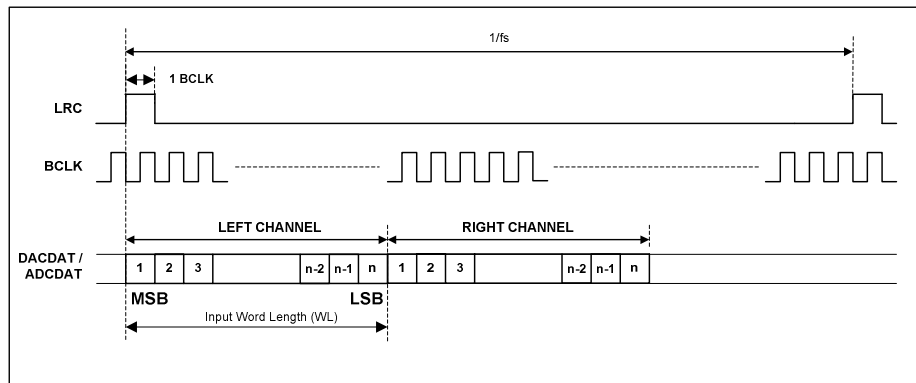 1/fs
1 BCLK
LRC
BCLK
LEFT CHANNEL RIGHT CHANNEL
DACDAT /
ADCDAT
1 2 3 n-2 n-1 n 1 2 3 n-2 n-1 n
MSB LSB
Input Word Length (WL)